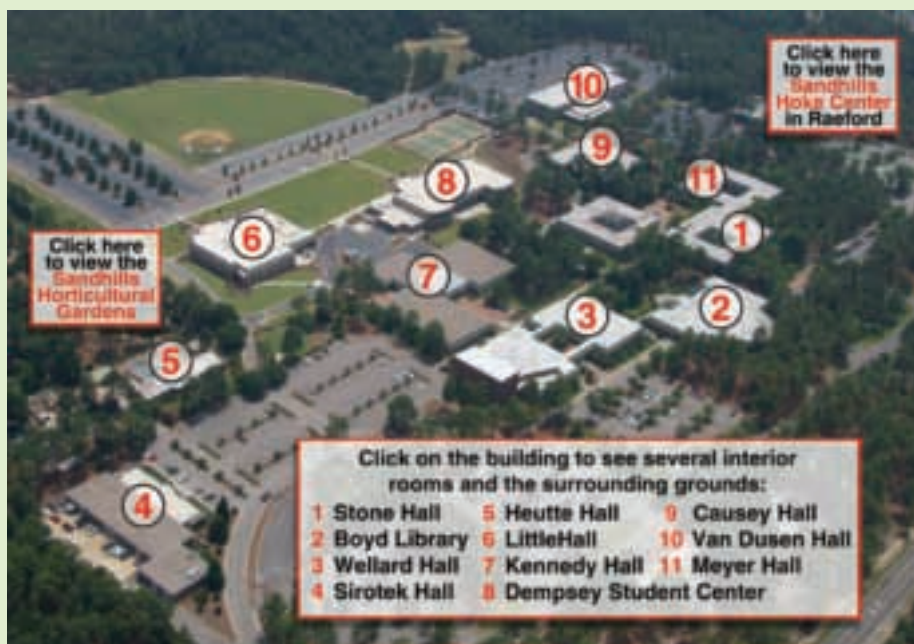 10
Click here
to view the
Sandhills
Hoke Center
in Raeford
9
8
11
6
1
Click here
to view the
Sandhills
Horticultural
Gardens
7
3
2
5
4
Click on the building to see several interior
rooms and the surrounding grounds:
1 Stone Hall 5 Heutte Hall 9 Causey Hall
2 Boyd Library 6 LittleHall 10 Van Dusen Hall
3 Wellard Hall 7 Kennedy Hall 11 Meyer Hall
4 Sirotek Hall 8 Dempsey Student Center